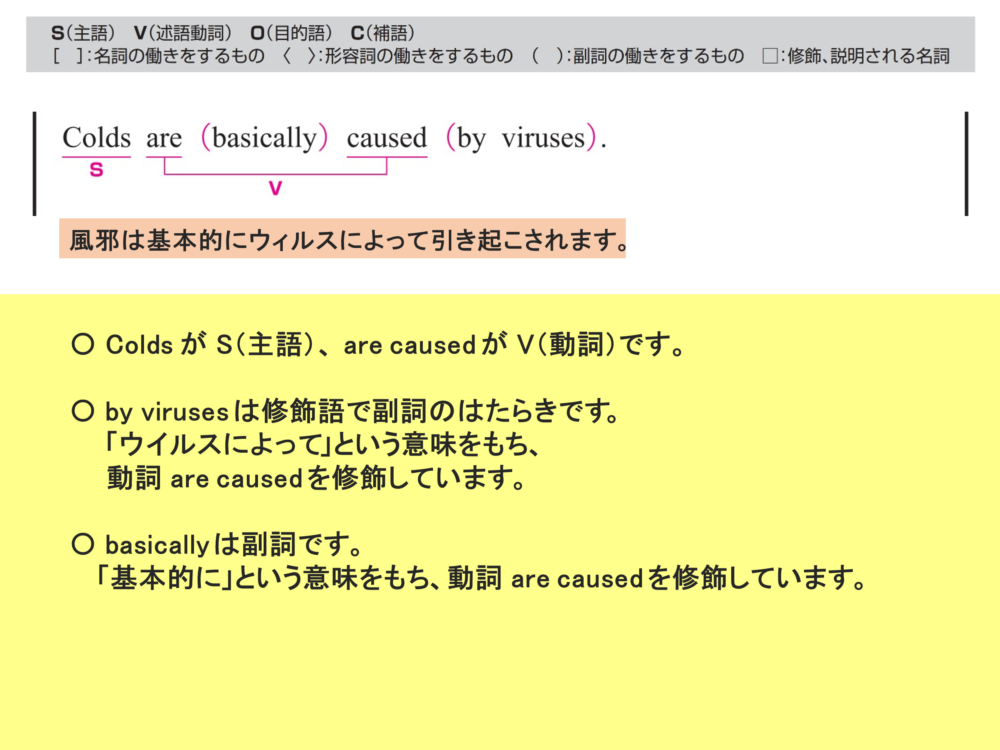 S（主語）　V（述語動詞）　O（目的語）　C（補語）
［　］：名詞の働きをするもの　〈　〉：形容詞の働きをするもの　（　）：副詞の働きをするもの　□：修飾、説明される名詞
Colds are （basically） caused （by viruses）.
S
V
風邪は基本的にウィルスによって引き起こされます。
〇 Colds が S（主語）、are caused が V（動詞）です。
〇 by viruses は修飾語で副詞のはたらきです。
「ウイルスによって」という意味をもち、
動詞 are caused を修飾しています。
〇 basically は副詞です。
「基本的に」という意味をもち、動詞 are caused を修飾しています。